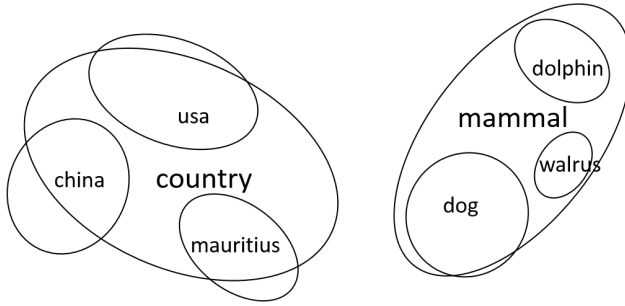 usa
china
country
mauritius
dolphin
mammal
walrus
dog